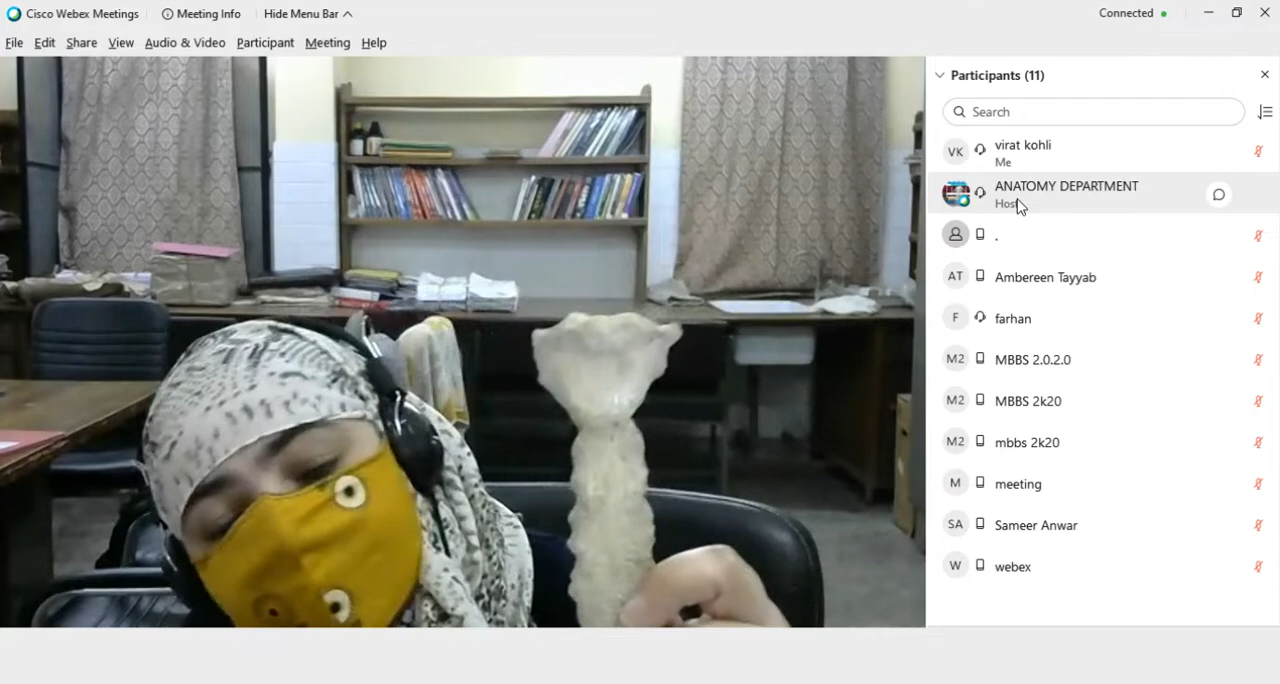 Cisco Webex Meetings
Meeting Info
Hide Menu Bar
Connected
File Edit Share View Audio & Video Participant Meeting Help
Participants (11)
Search
VK virat kohli
Me
ANATOMY DEPARTMENT
Host
.
AT Ambereen Tayyab
F farhan
M2 MBBS 2.0.2.0
M2 MBBS 2k20
M2 mbbs 2k20
M meeting
SA Sameer Anwar
W webex